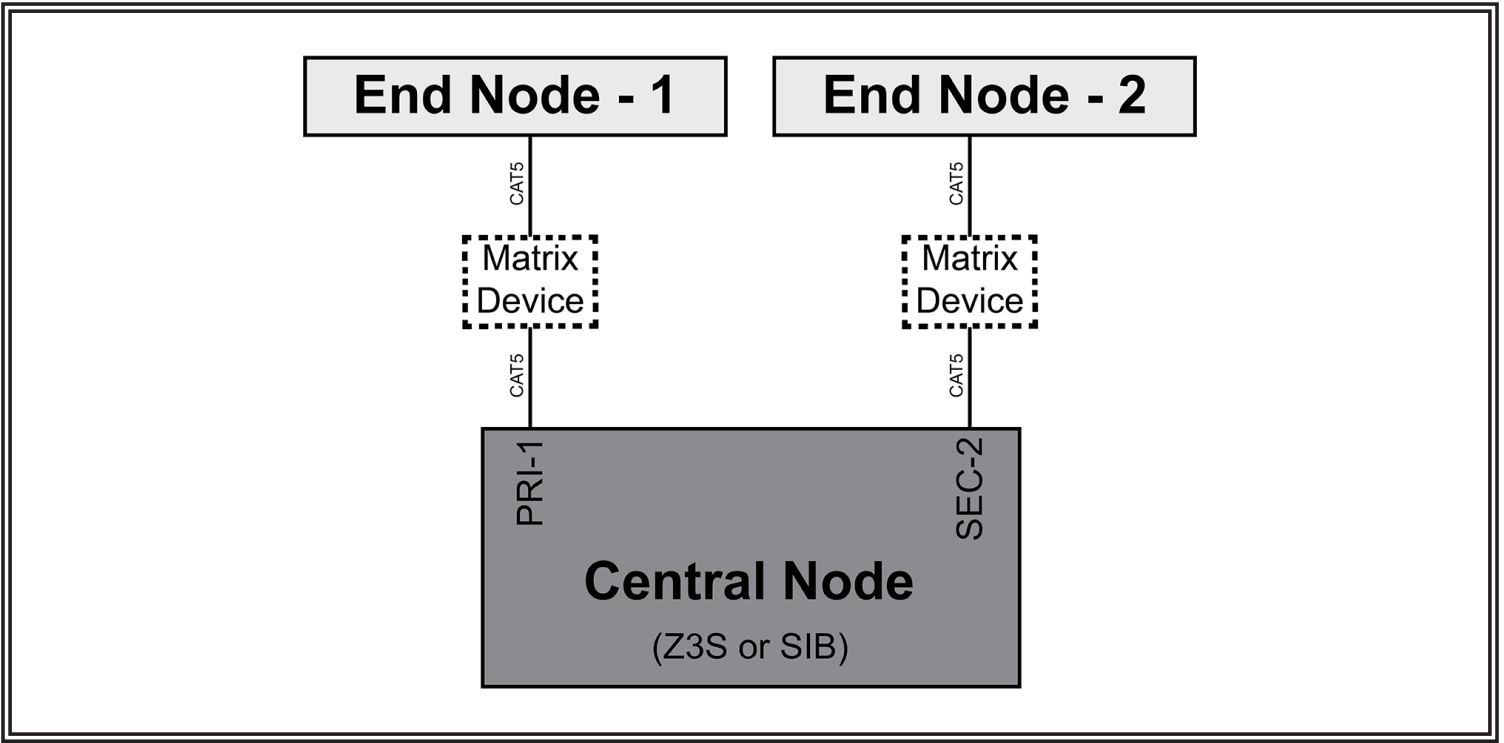 End Node - 1
End Node - 2
CAT5
CAT5
Matrix
Device
Matrix
Device
CAT5
CAT5
PRI-1
SEC-2
Central Node
(Z3S or SIB)